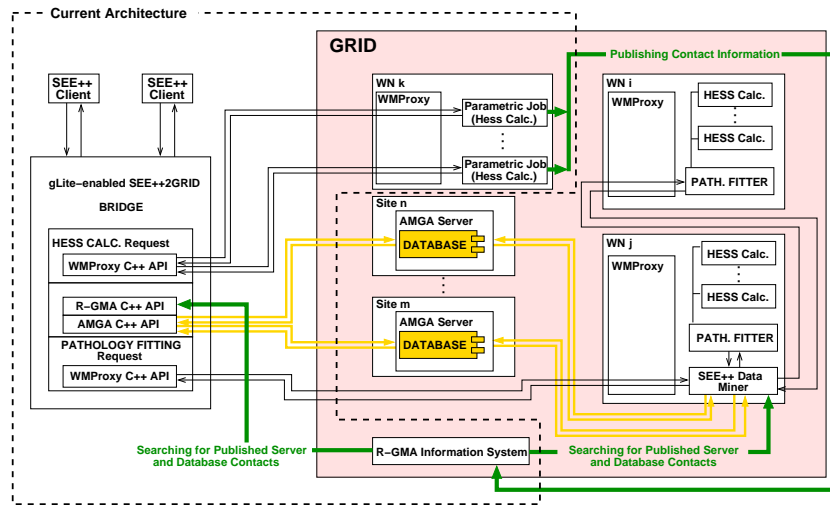 Current Architecture
GRID
Publishing Contact Information
SEE++
Client
SEE++
Client
WN k
WMProxy
Parametric Job
(Hess Calc.)
Parametric Job
(Hess Calc.)
WN i
WMProxy
HESS Calc.
HESS Calc.
PATH. FITTER
gLite−enabled SEE++2GRID
BRIDGE
HESS CALC. Request
WMProxy C++ API
R−GMA C++ API
AMGA C++ API
PATHOLOGY FITTING
Request
WMProxy C++ API
Site n
AMGA Server
DATABASE
Site m
AMGA Server
DATABASE
WN j
WMProxy
HESS Calc.
HESS Calc.
PATH. FITTER
SEE++ Data
Miner
Searching for Published Server
and Database Contacts
R−GMA Information System
Searching for Published Server
and Database Contacts